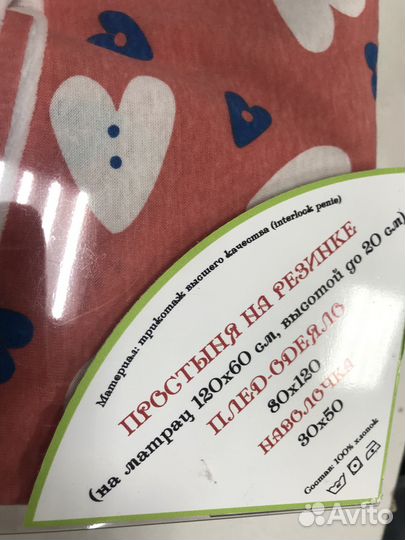 Материал: трикотаж высшего качества (interlook penie)
ПРОСТЫНЯ НА РЕЗИНКЕ
(на матрац 120х60 см, высотой до 20 см)
ПЛЕД-ОДЕЯЛО
80х120
НАВОЛОЧКА
30х50
Состав: 100% хлопок
Avito